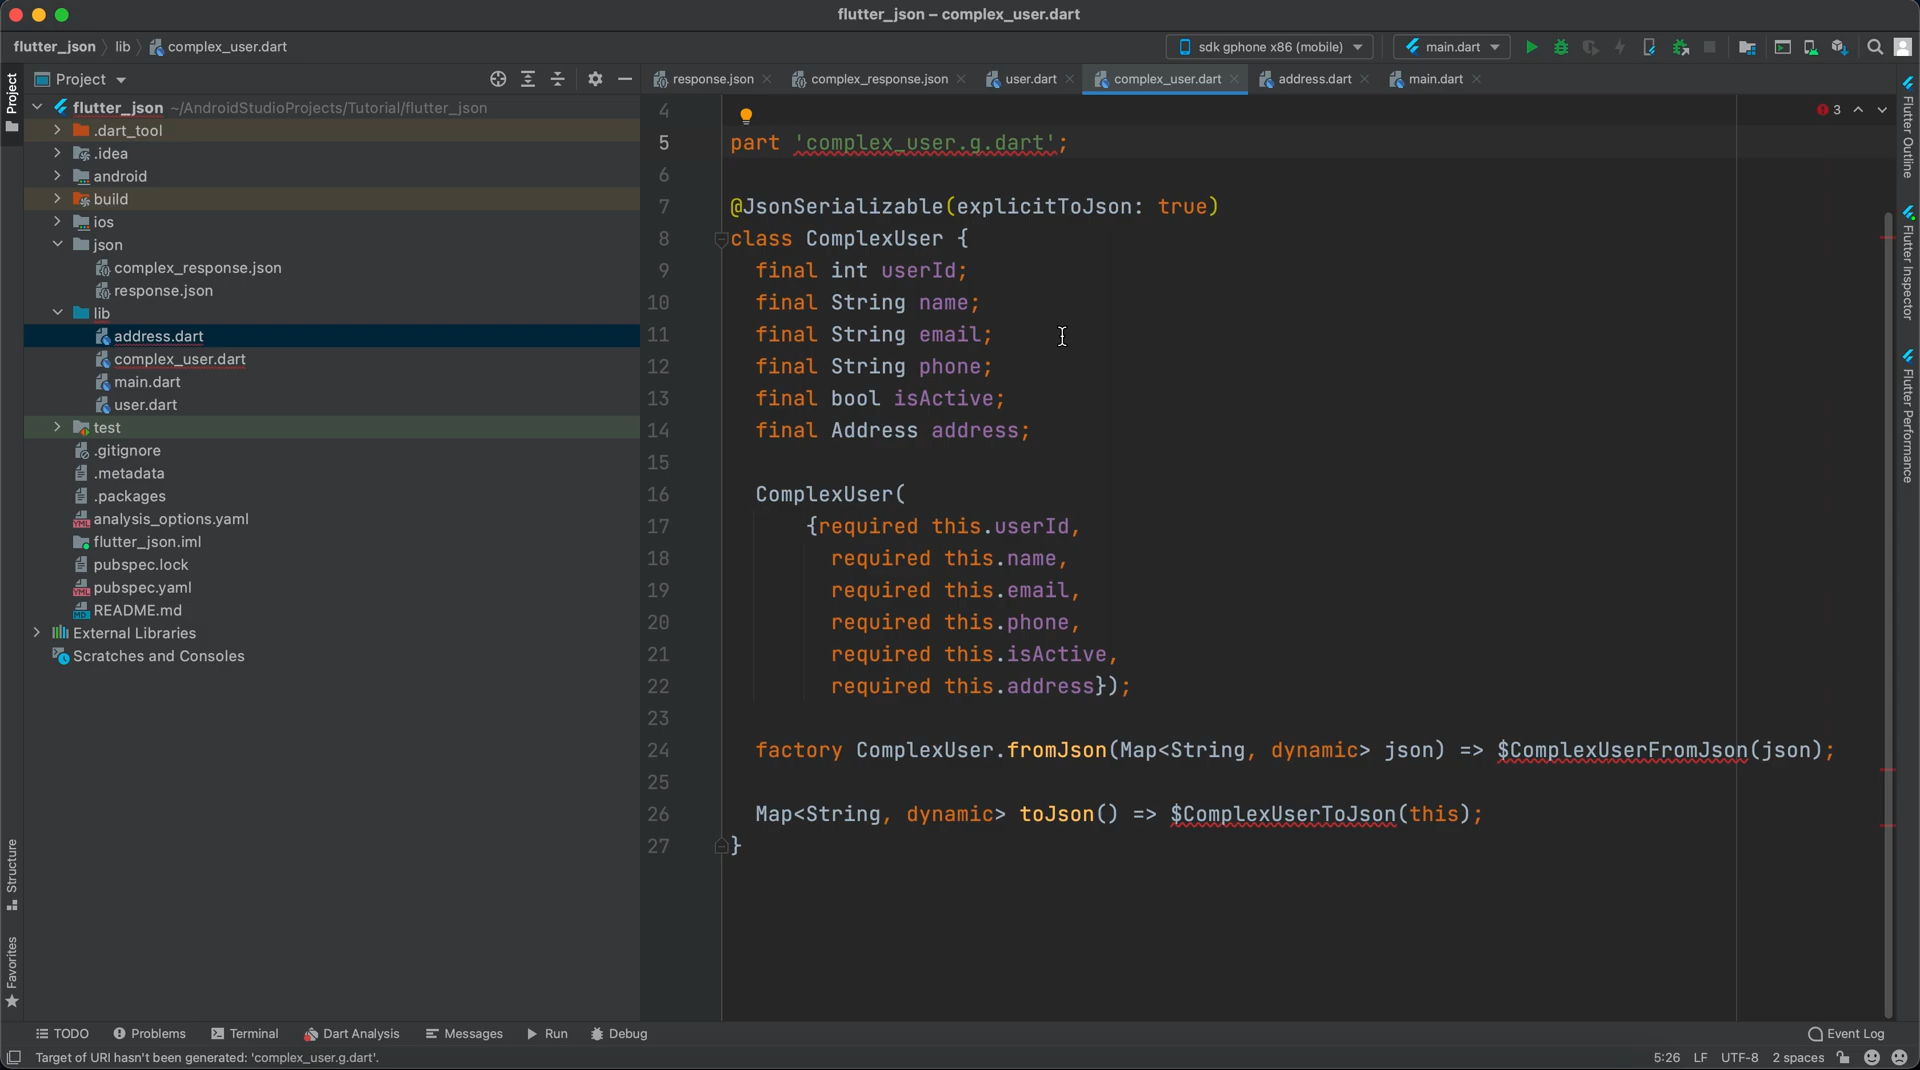 flutter_json – complex_user.dart
flutter_json lib complex_user.dart
sdk gphone x86 (mobile) main.dart
Project
response.json complex_response.json user.dart complex_user.dart address.dart main.dart
Project
flutter_json ~/AndroidStudioProjects/Tutorial/flutter_json
.dart_tool
.idea
android
build
ios
json
complex_response.json
response.json
lib
address.dart
complex_user.dart
main.dart
user.dart
test
.gitignore
.metadata
.packages
analysis_options.yaml
flutter_json.iml
pubspec.lock
pubspec.yaml
README.md
External Libraries
Scratches and Consoles
Structure
Favorites
4
5 part 'complex_user.g.dart';
6
7 @JsonSerializable(explicitToJson: true)
8 class ComplexUser {
9 final int userId;
10 final String name;
11 final String email;
12 final String phone;
13 final bool isActive;
14 final Address address;
15
16 ComplexUser(
17 {required this.userId,
18 required this.name,
19 required this.email,
20 required this.phone,
21 required this.isActive,
22 required this.address});
23
24 factory ComplexUser.fromJson(Map<String, dynamic> json) => $ComplexUserFromJson(json);
25
26 Map<String, dynamic> toJson() => $ComplexUserToJson(this);
27 }
3
Flutter Outline
Flutter Inspector
Flutter Performance
TODO Problems Terminal Dart Analysis Messages Run Debug Event Log
Target of URI hasn't been generated: 'complex_user.g.dart'. 5:26 LF UTF-8 2 spaces